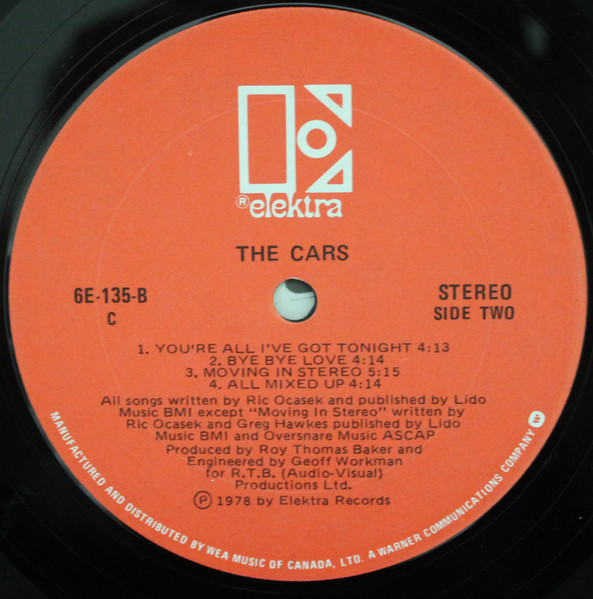 ® elektra
THE CARS
6E-135-B
C
STEREO
SIDE TWO
1. YOU'RE ALL I'VE GOT TONIGHT 4:13
2. BYE BYE LOVE 4:14
3. MOVING IN STEREO 5:15
4. ALL MIXED UP 4:14
All songs written by Ric Ocasek and published by Lido
Music BMI except "Moving In Stereo" written by
Ric Ocasek and Greg Hawkes published by Lido
Music BMI and Oversnare Music ASCAP
Produced by Roy Thomas Baker and
Engineered by Geoff Workman
for R.T.B. (Audio-Visual)
Productions Ltd.
℗ 1978 by Elektra Records
MANUFACTURED AND DISTRIBUTED BY WEA MUSIC OF CANADA, LTD. A WARNER COMMUNICATIONS COMPANY